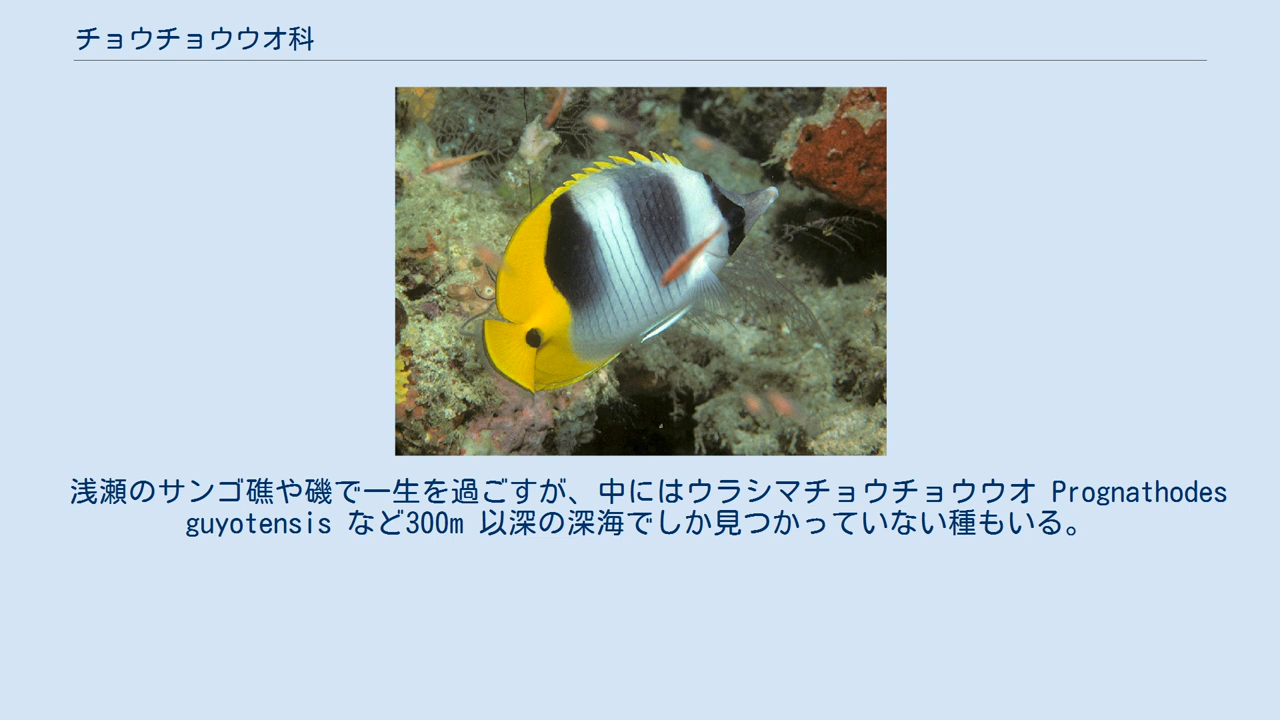 チョウチョウウオ科
浅瀬のサンゴ礁や磯で一生を過ごすが、中にはウラシマチョウチョウウオ Prognathodes
guyotensis など300m 以深の深海でしか見つかっていない種もいる。